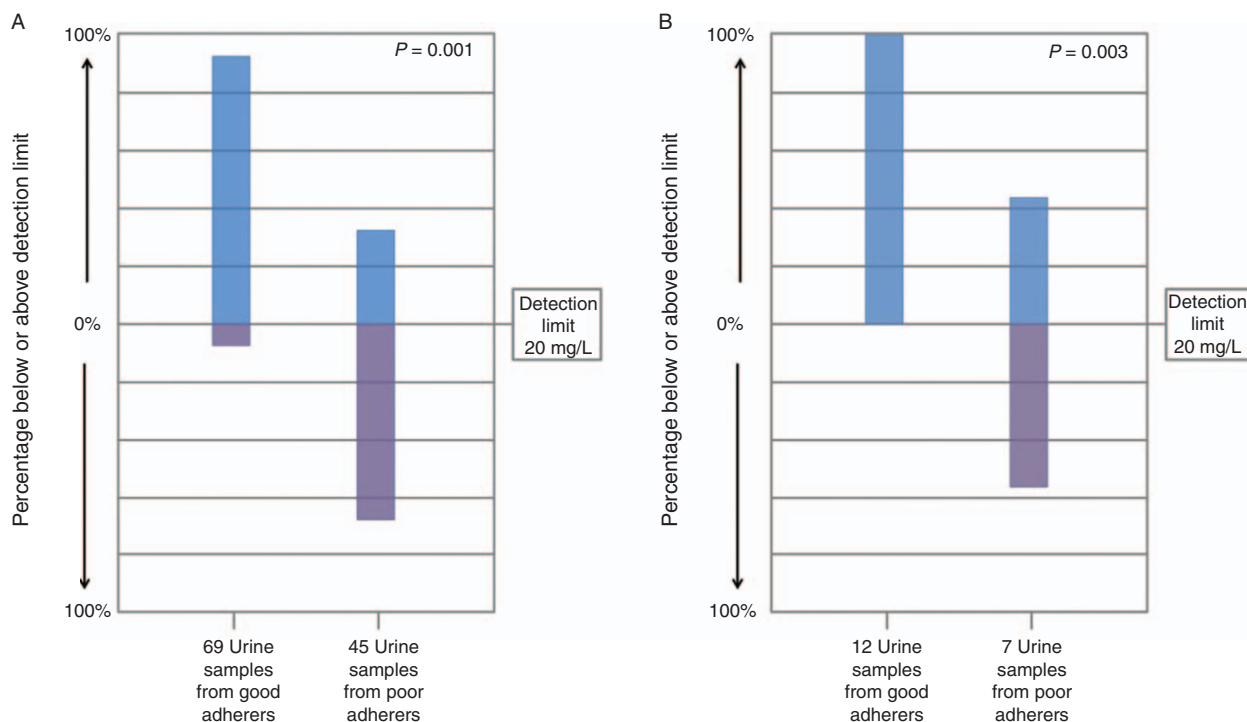 A
100%
P = 0.001
Percentage below or above detection limit
0%
Detection
limit
20 mg/L
100%
69 Urine
samples
from good
adherers
45 Urine
samples
from poor
adherers
B
100%
P = 0.003
Percentage below or above detection limit
0%
Detection
limit
20 mg/L
100%
12 Urine
samples
from good
adherers
7 Urine
samples
from poor
adherers